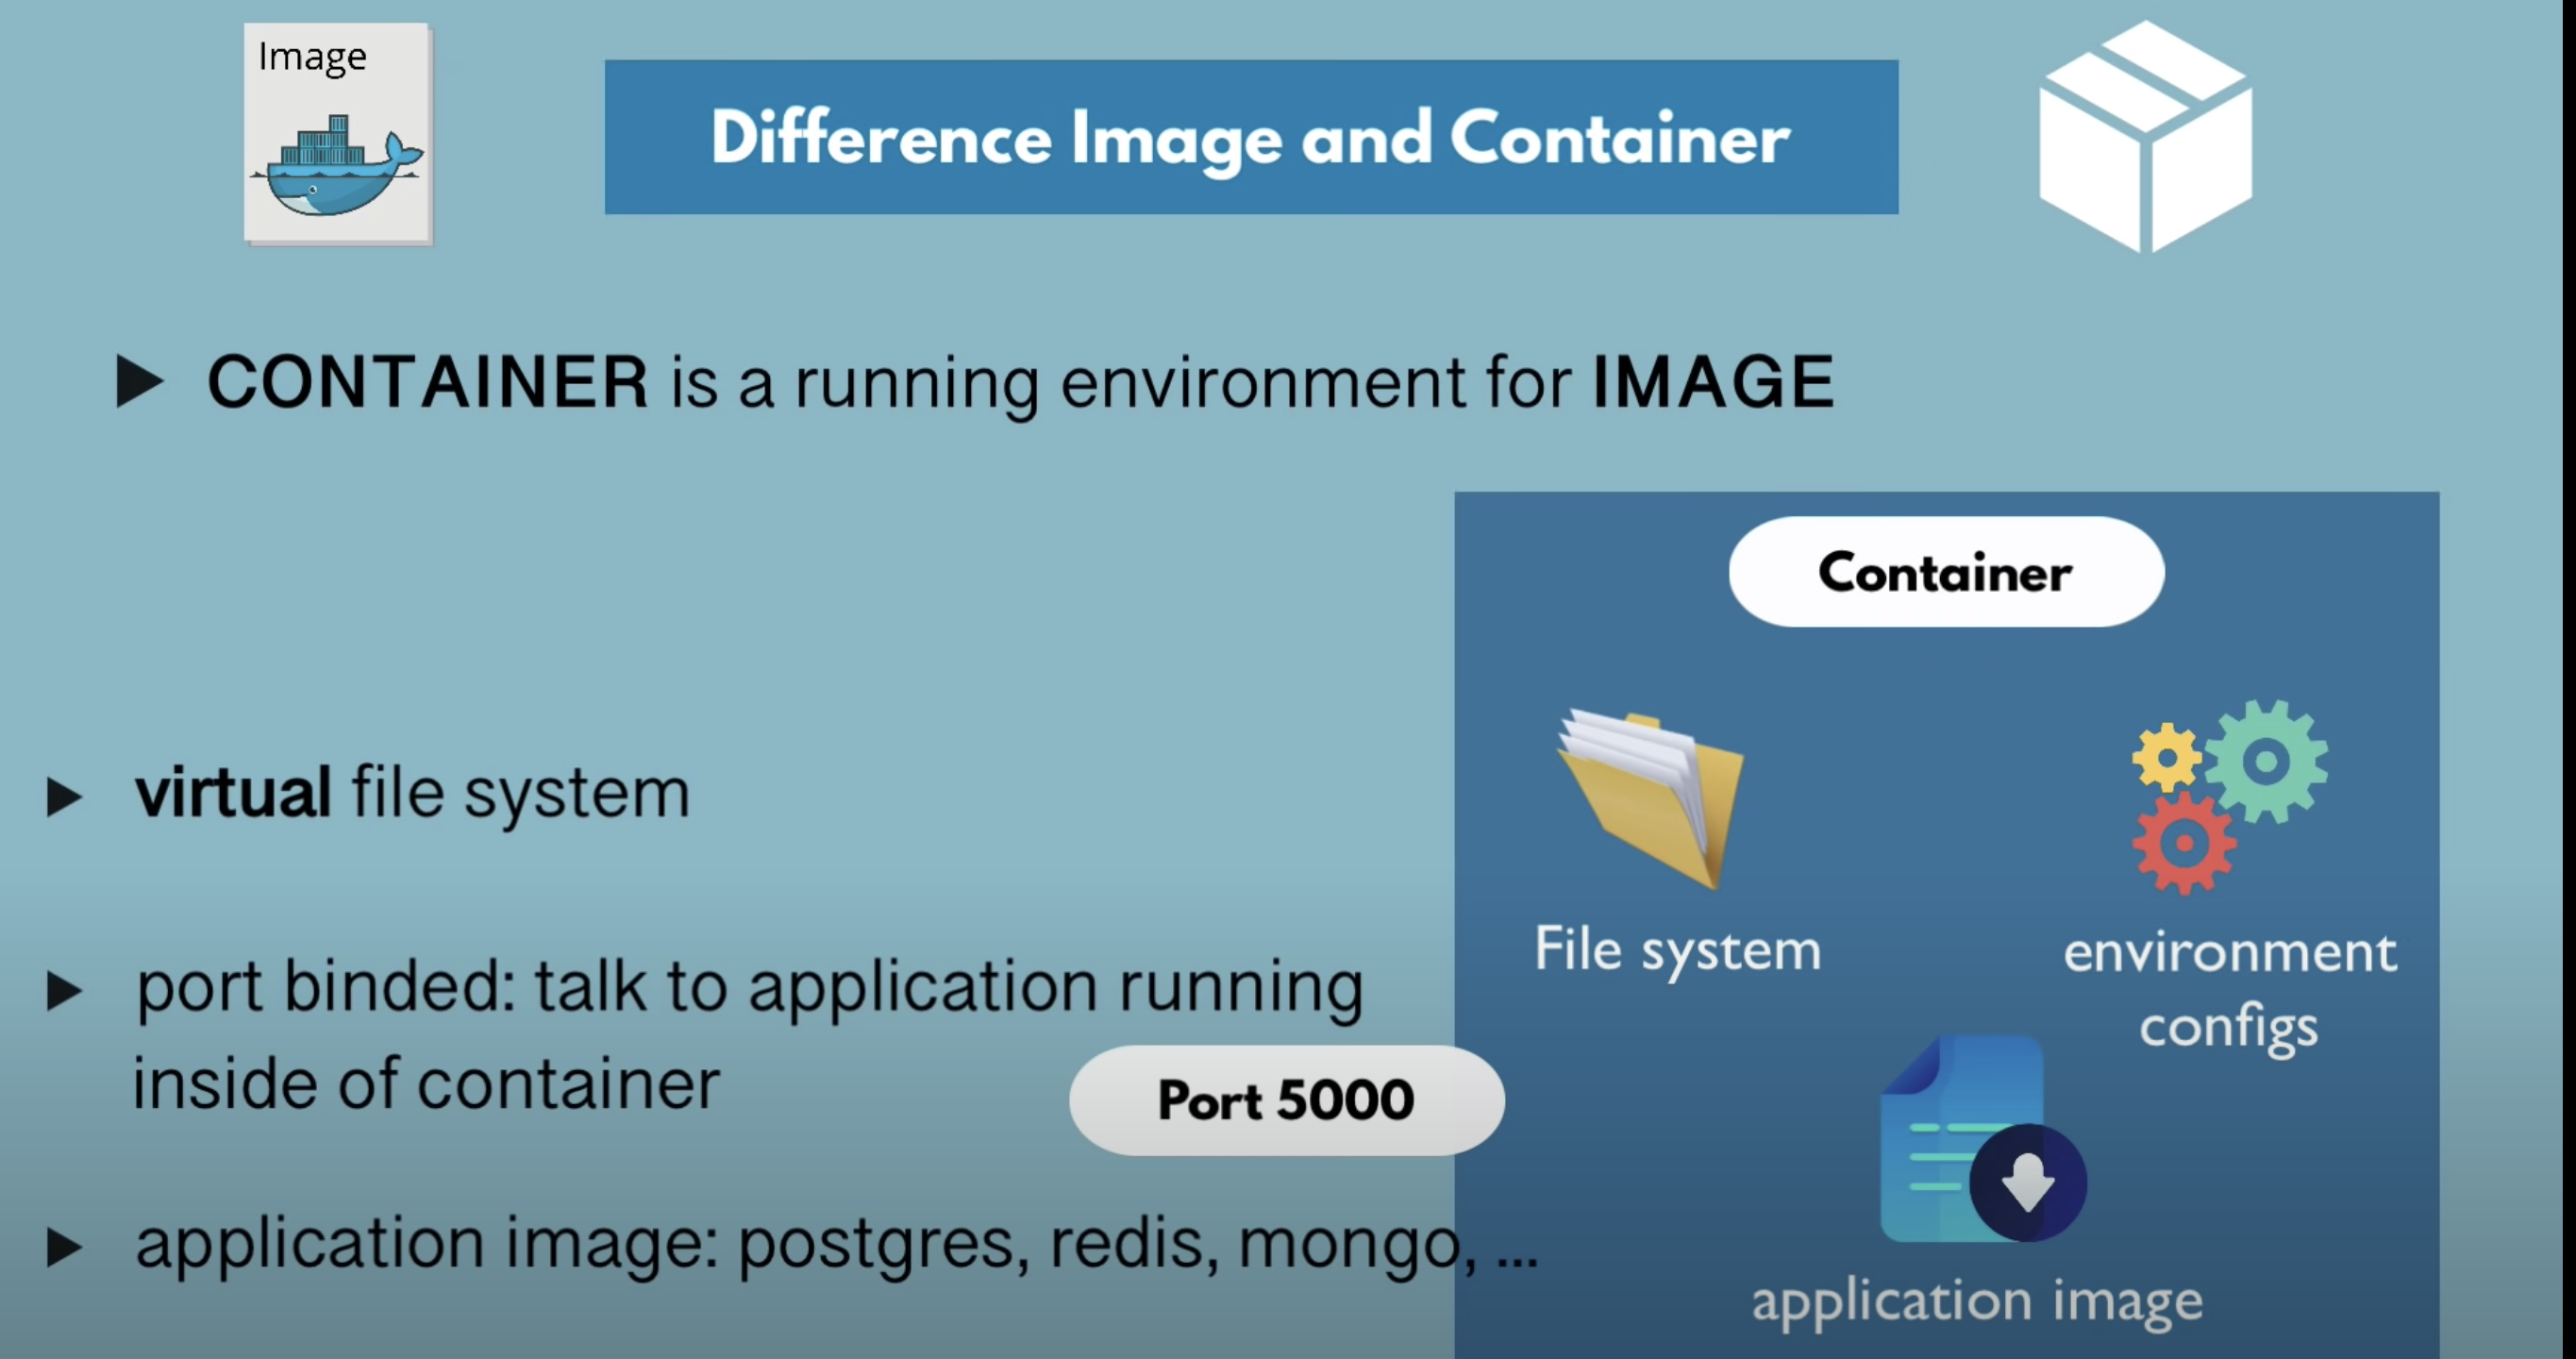 Image
Difference Image and Container
CONTAINER is a running environment for IMAGE
Container
virtual file system
File system
environment
configs
port binded: talk to application running
inside of container
Port 5000
application image: postgres, redis, mongo, ...
application image